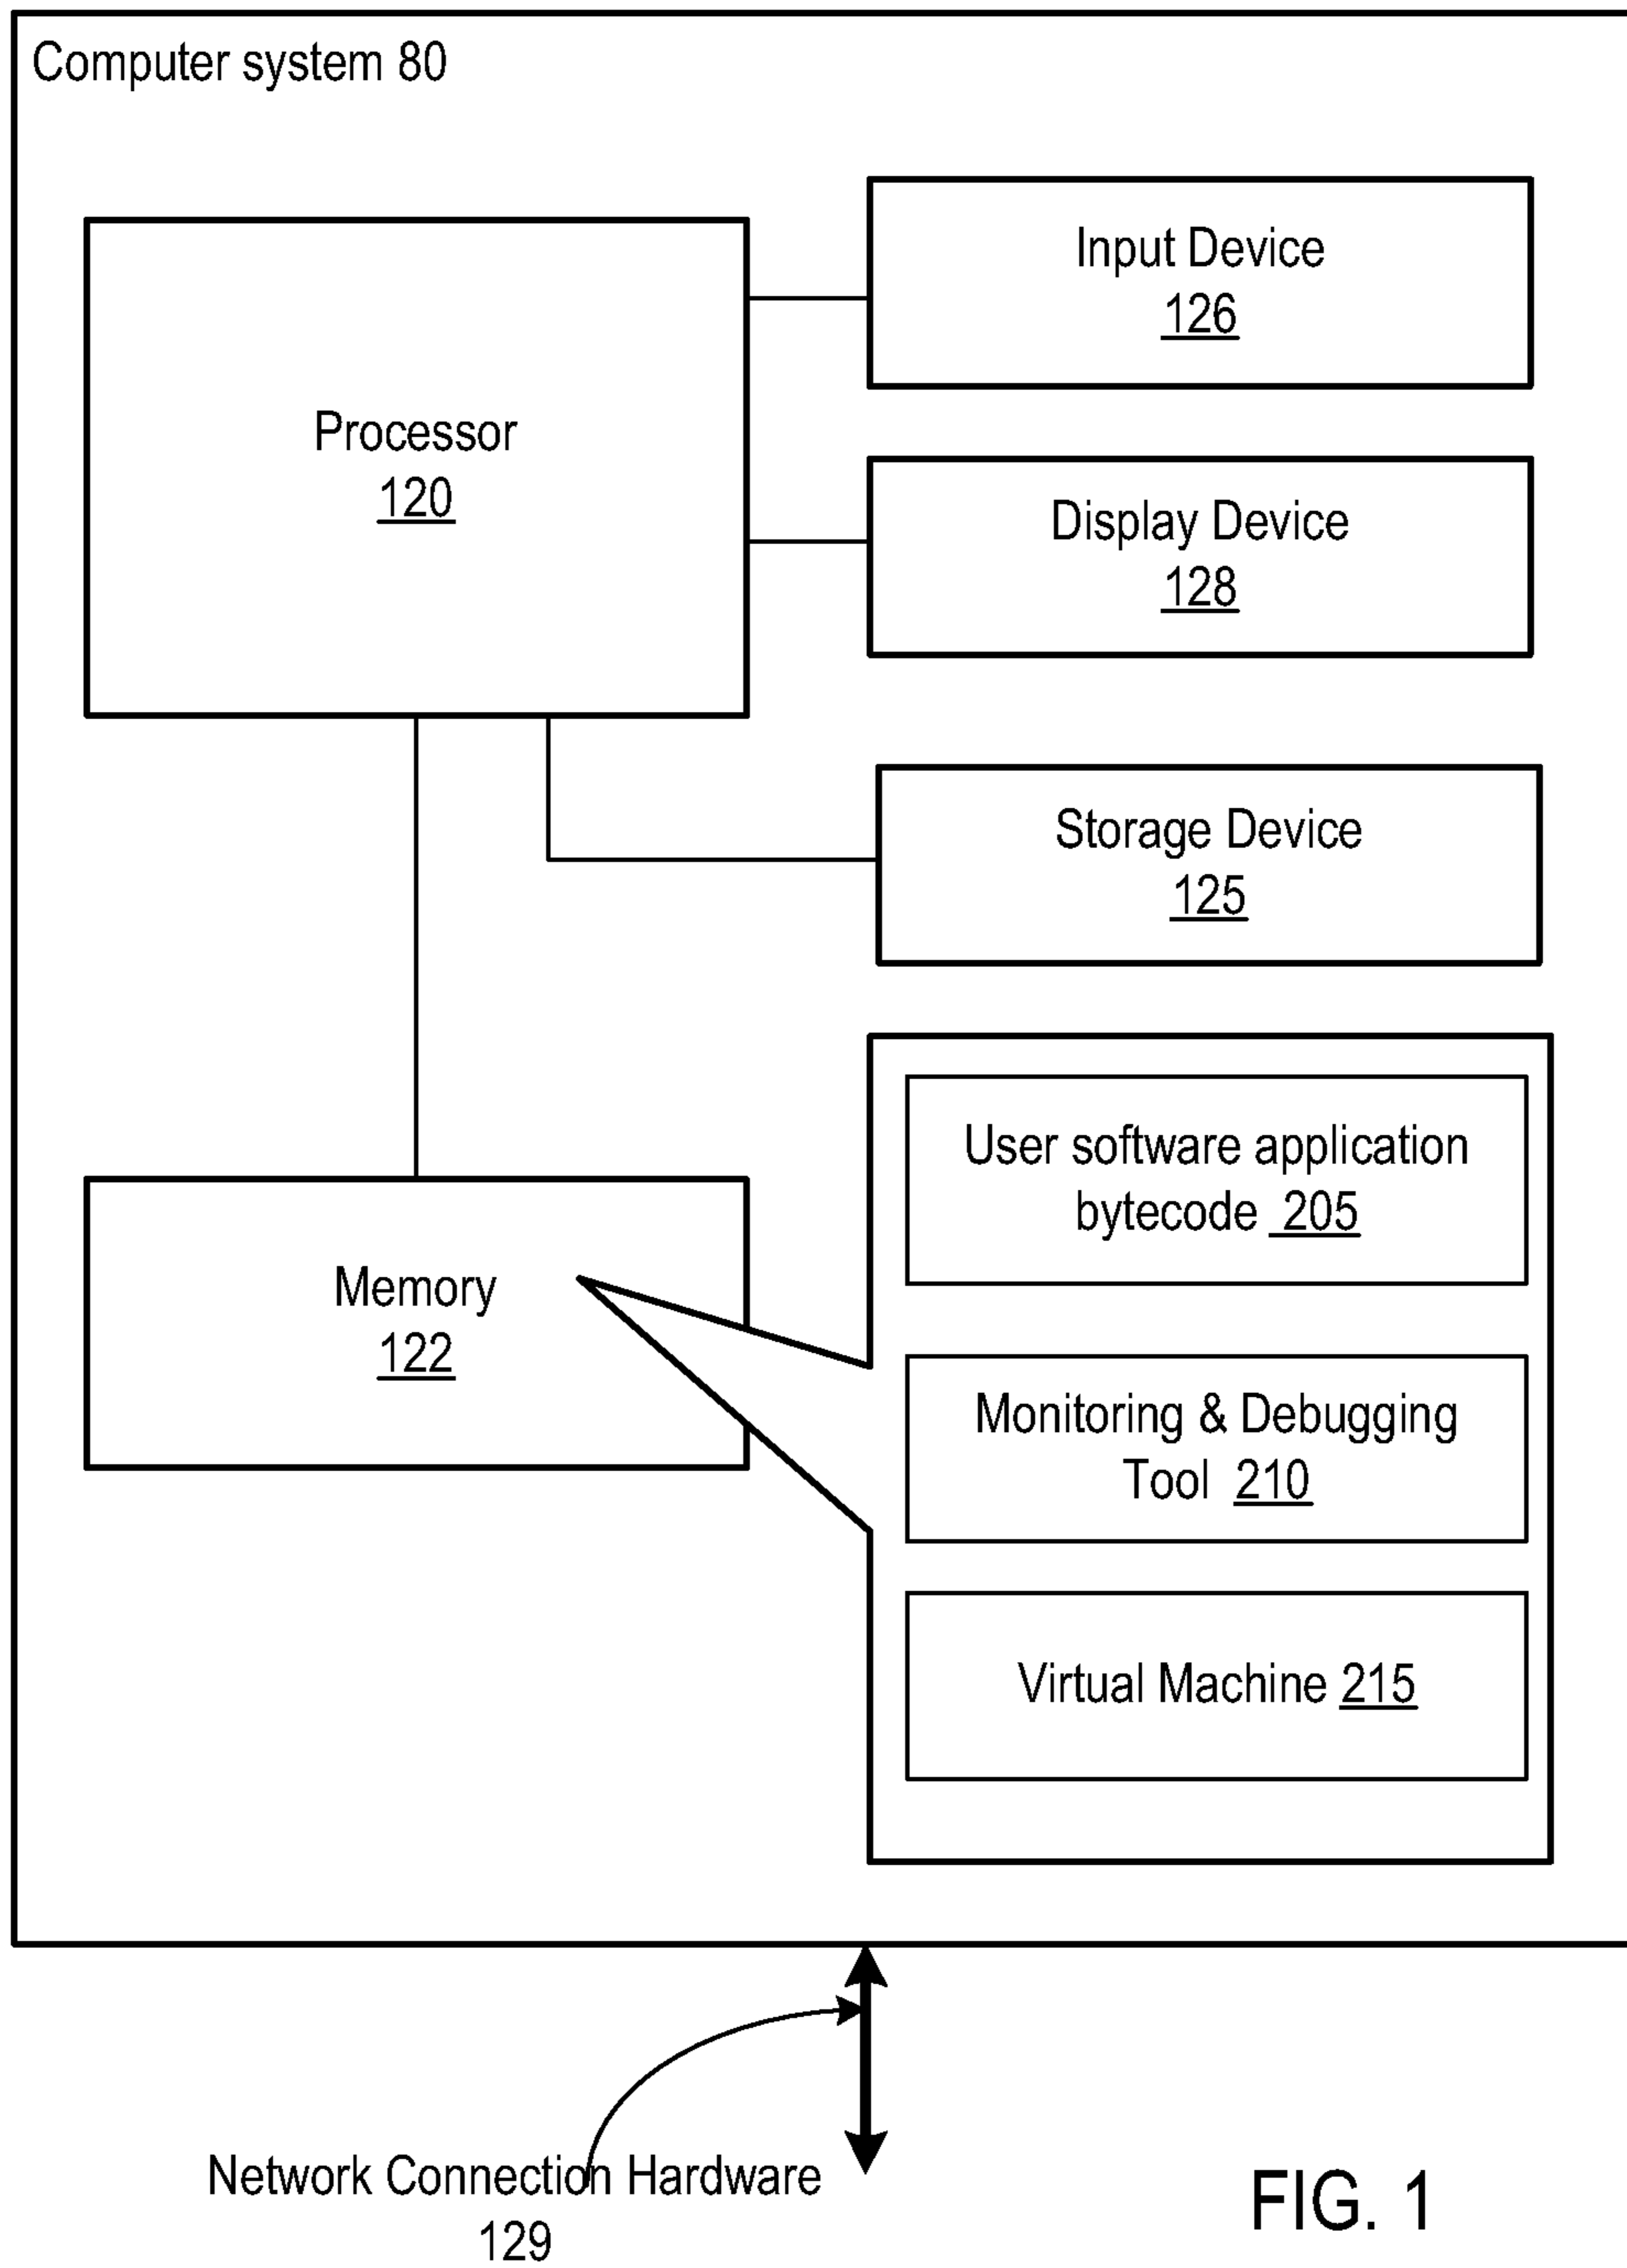 Computer system 80
Input Device
126
Processor
120
Display Device
128
Storage Device
125
User software application
bytecode 205
Memory
122
Monitoring & Debugging
Tool 210
Virtual Machine 215
Network Connection Hardware
129
FIG. 1